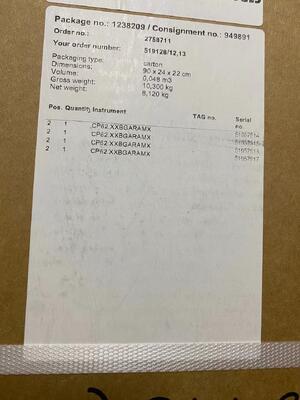 Package no.: 1238209 / Consignment no.: 949891
Order no.: 2758711
Your order number: 519128/12,13
Packaging type: carton
Dimensions: 90 x 24 x 22 cm
Volume: 0,048 m3
Gross weight: 10,300 kg
Net weight: 8,120 kg
Pos. Quantity Instrument TAG no. Serial no.
2 1 CP62.XXBGARAMX
2 1 CP62.XXBGARAMX
2 1 CP62.XXBGARAMX
2 1 CP62.XXBGARAMX 51657517